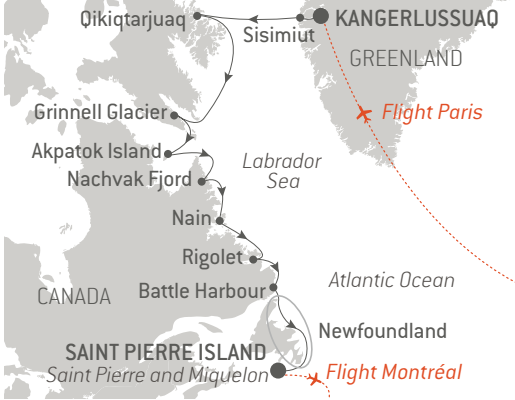 Qikiqtarjuaq
KANGERLUSSUAQ
Sisimiut
GREENLAND
Grinnell Glacier
Flight Paris
Akpatok Island
Labrador
Sea
Nachvak Fjord
Nain
Rigolet
Atlantic Ocean
CANADA
Battle Harbour
Newfoundland
SAINT PIERRE ISLAND
Saint Pierre and Miquelon
Flight Montréal